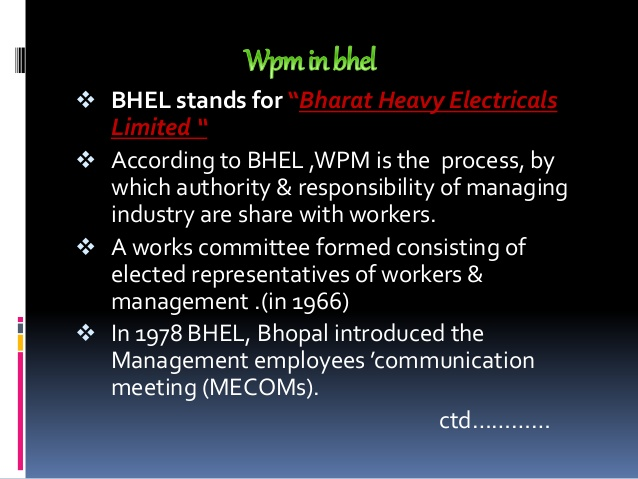 Wpm in bhel
❖ BHEL stands for “Bharat Heavy Electricals
Limited “
❖ According to BHEL ,WPM is the process, by
which authority & responsibility of managing
industry are share with workers.
❖ A works committee formed consisting of
elected representatives of workers &
management .(in 1966)
❖ In 1978 BHEL, Bhopal introduced the
Management employees ’communication
meeting (MECOMs).
ctd…………